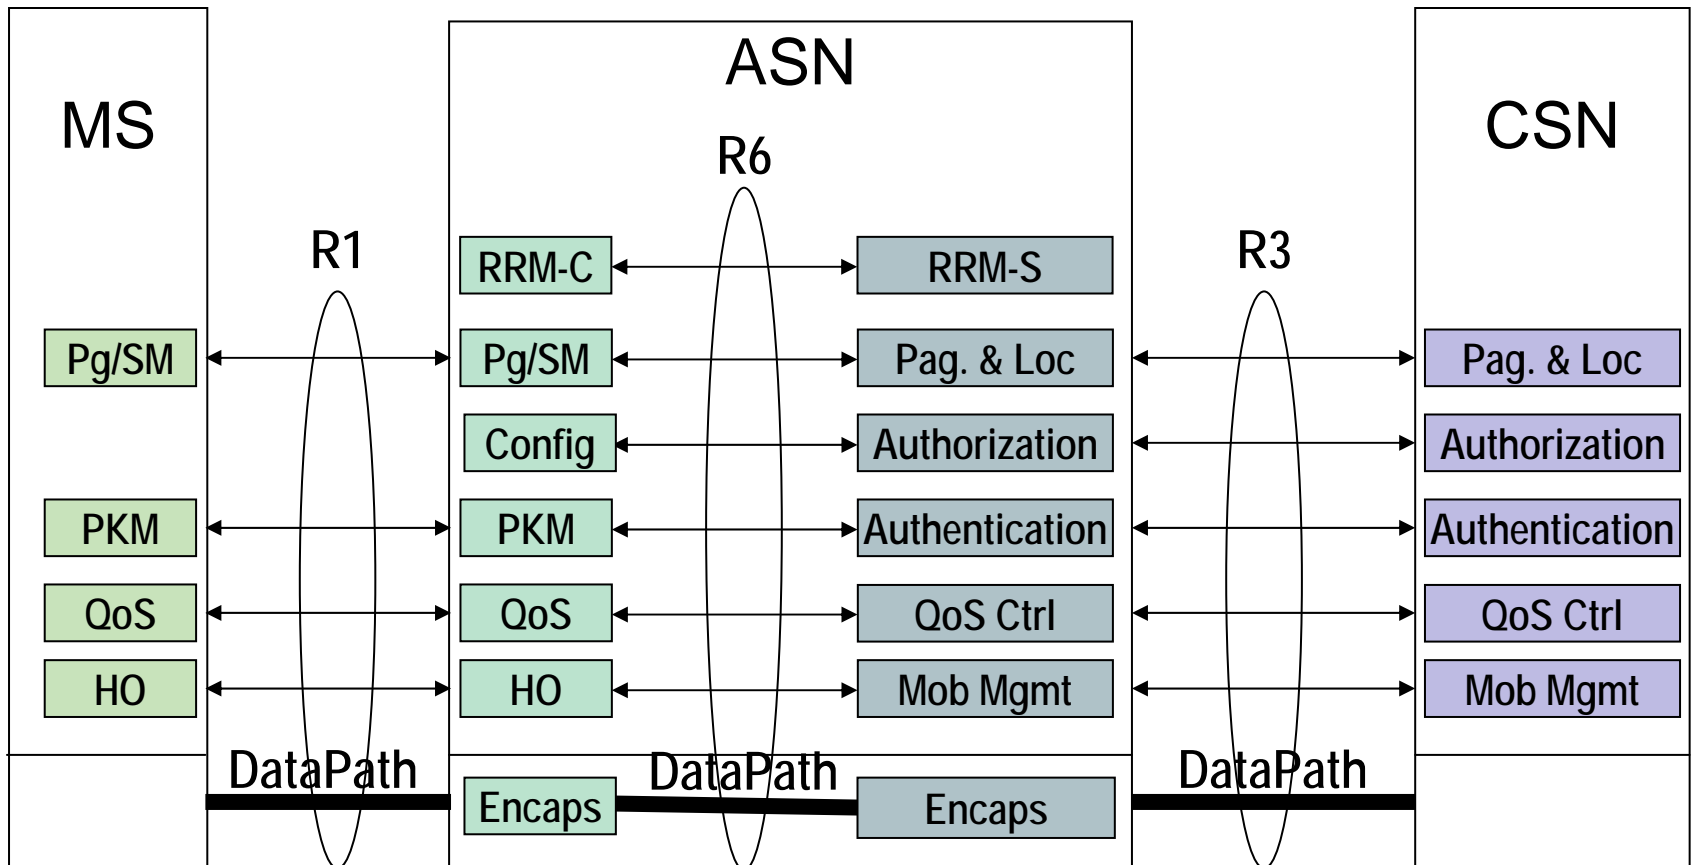 ASN
MS
CSN
R6
R1
R3
RRM-C
RRM-S
Pg/SM
Pg/SM
Pag. & Loc
Pag. & Loc
Config
Authorization
Authorization
PKM
PKM
Authentication
Authentication
QoS
QoS
QoS Ctrl
QoS Ctrl
HO
HO
Mob Mgmt
Mob Mgmt
DataPath
DataPath
DataPath
Encaps
Encaps